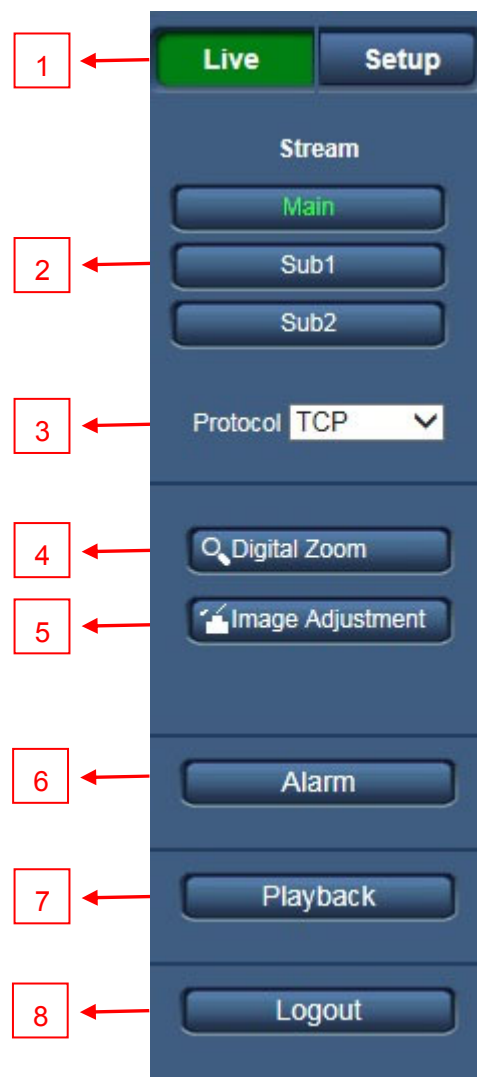 1 Live Setup
Stream
Main
2 Sub1
Sub2
3 Protocol TCP
4 Digital Zoom
5 Image Adjustment
6 Alarm
7 Playback
8 Logout